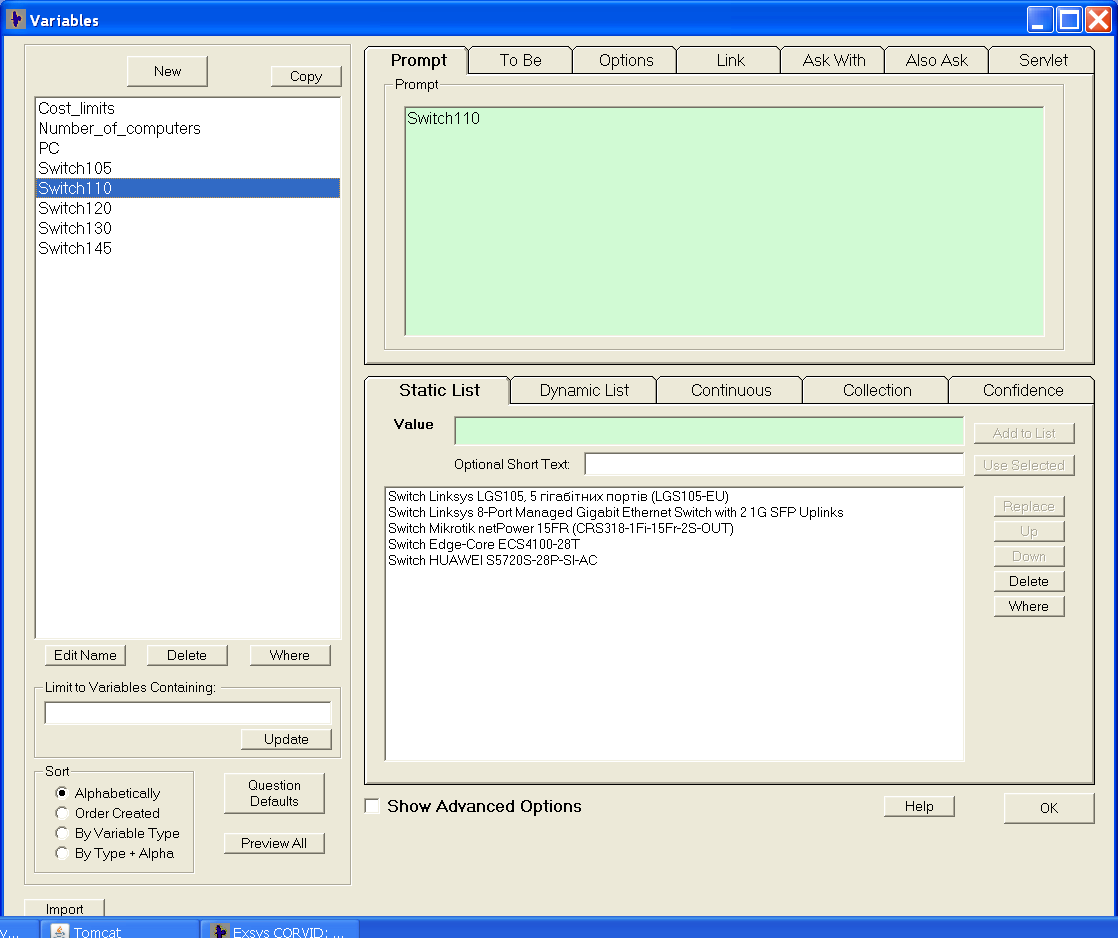 Variables
New
Copy
Cost_limits
Number_of_computers
PC
Switch105
Switch110
Switch120
Switch130
Switch145
Edit Name
Delete
Where
Limit to Variables Containing:
Update
Sort
Alphabetically
Order Created
By Variable Type
By Type + Alpha
Question
Defaults
Preview All
Import
Prompt
To Be
Options
Link
Ask With
Also Ask
Servlet
Prompt
Switch110
Static List
Dynamic List
Continuous
Collection
Confidence
Value
Add to List
Optional Short Text:
Use Selected
Switch Linksys LGS105, 5 гігабітних портів (LGS105-EU)
Switch Linksys 8-Port Managed Gigabit Ethernet Switch with 2 1G SFP Uplinks
Switch Mikrotik netPower 15FR (CRS318-1Fi-15Fr-2S-OUT)
Switch Edge-Core ECS4100-28T
Switch HUAWEI S5720S-28P-SI-AC
Replace
Up
Down
Delete
Where
Show Advanced Options
Help
OK
y...
Tomcat
Exsys CORVID: ...